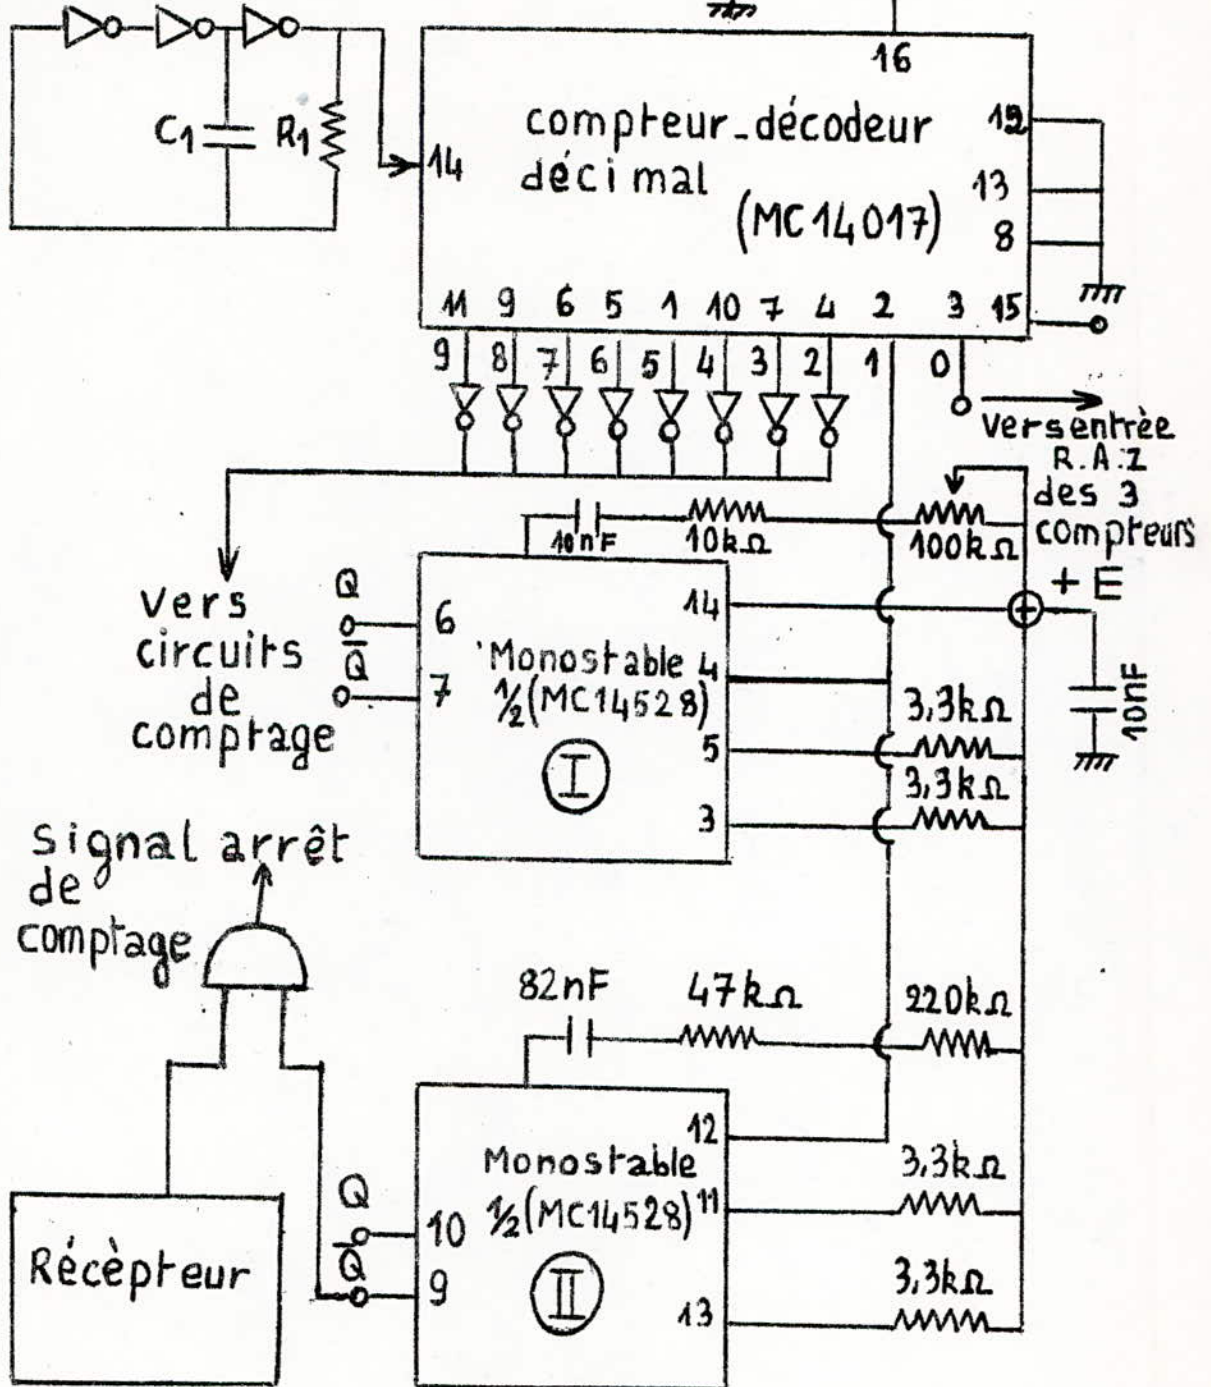 16
compteur_décodeur
décimal
(MC14017)
14
13
8
15
11 9 6 5 1 10 7 4 2 3
9 8 7 6 5 4 3 2 1 0
C1
R1
Vers entrèe
R.A.Z
des 3
compteurs
10nF
10kΩ
100kΩ
+ E
10nF
Vers
circuits
de
comptage
Q
Q̅
6
7
Monostable
½(MC14528)
I
14
4
5
3
3,3kΩ
3,3kΩ
Signal arrêt
de
comptage
82nF
47kΩ
220kΩ
Récèpteur
Q
Q̅
10
9
Monostable
½(MC14528)
II
12
11
13
3,3kΩ
3,3kΩ